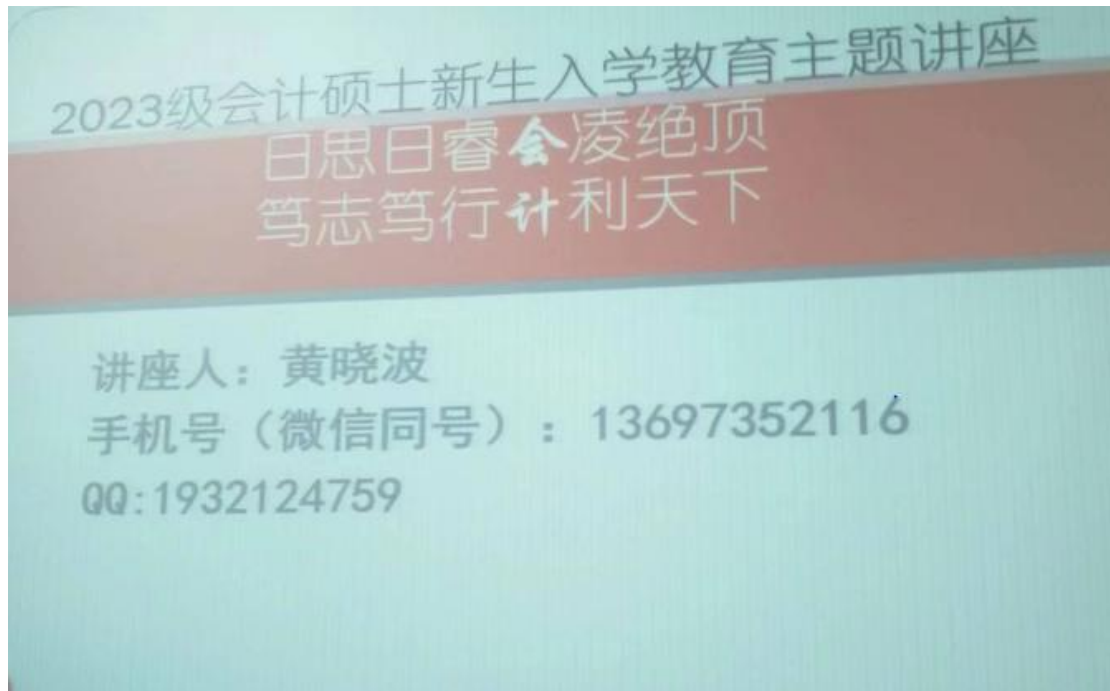 2023级会计硕士新生入学教育主题讲座
日思日睿会凌绝顶
笃志笃行计利天下
讲座人：黄晓波
手机号（微信同号）：13697352116
QQ:1932124759